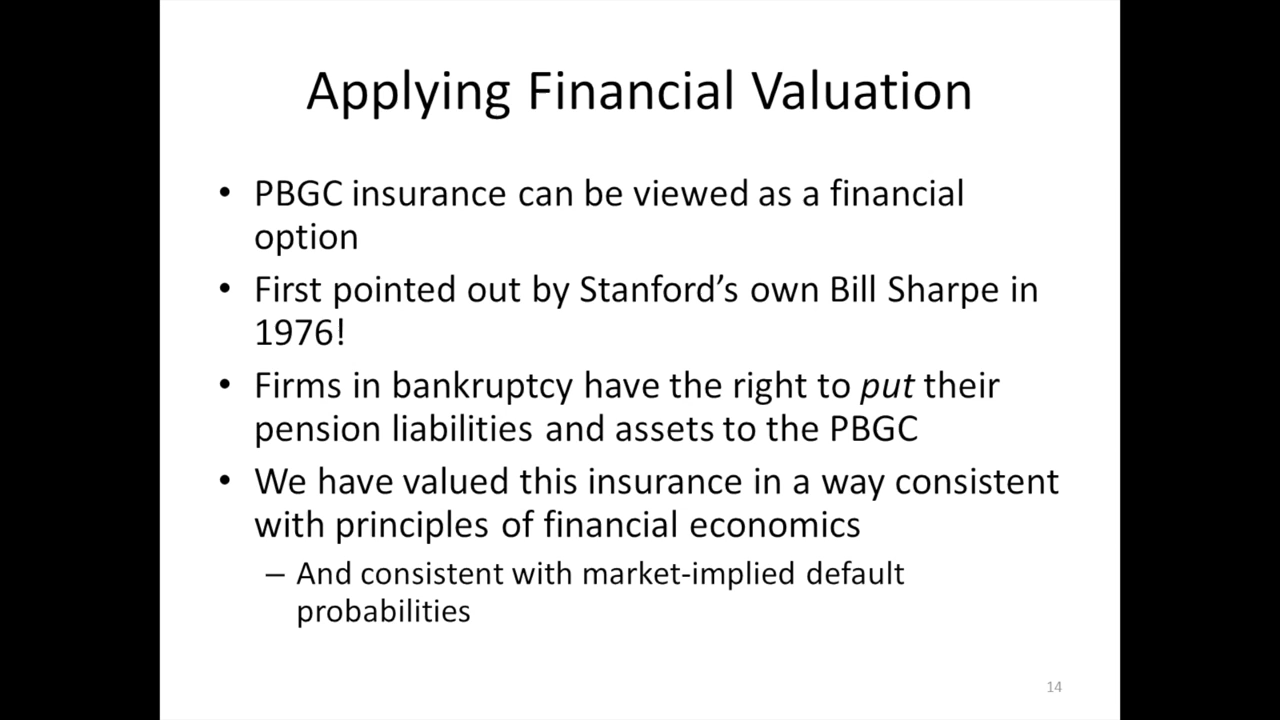 Applying Financial Valuation
• PBGC insurance can be viewed as a financial
option
• First pointed out by Stanford’s own Bill Sharpe in
1976!
• Firms in bankruptcy have the right to put their
pension liabilities and assets to the PBGC
• We have valued this insurance in a way consistent
with principles of financial economics
– And consistent with market-implied default
probabilities
14